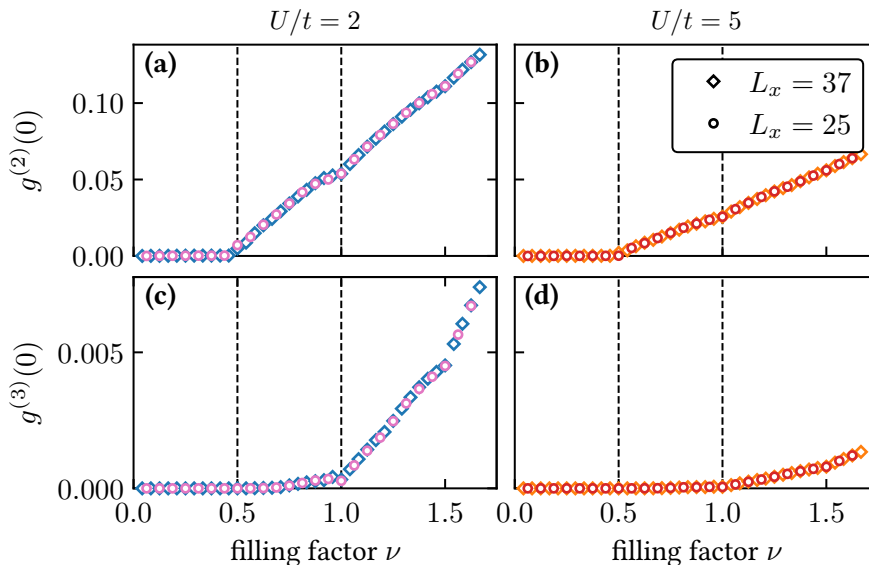 U/t = 2
U/t = 5
(a)
(b)
L_x = 37
L_x = 25
g^{(2)}(0)
0.10
0.05
0.00
(c)
(d)
g^{(3)}(0)
0.005
0.000
0.0 0.5 1.0 1.5
0.0 0.5 1.0 1.5
filling factor ν
filling factor ν